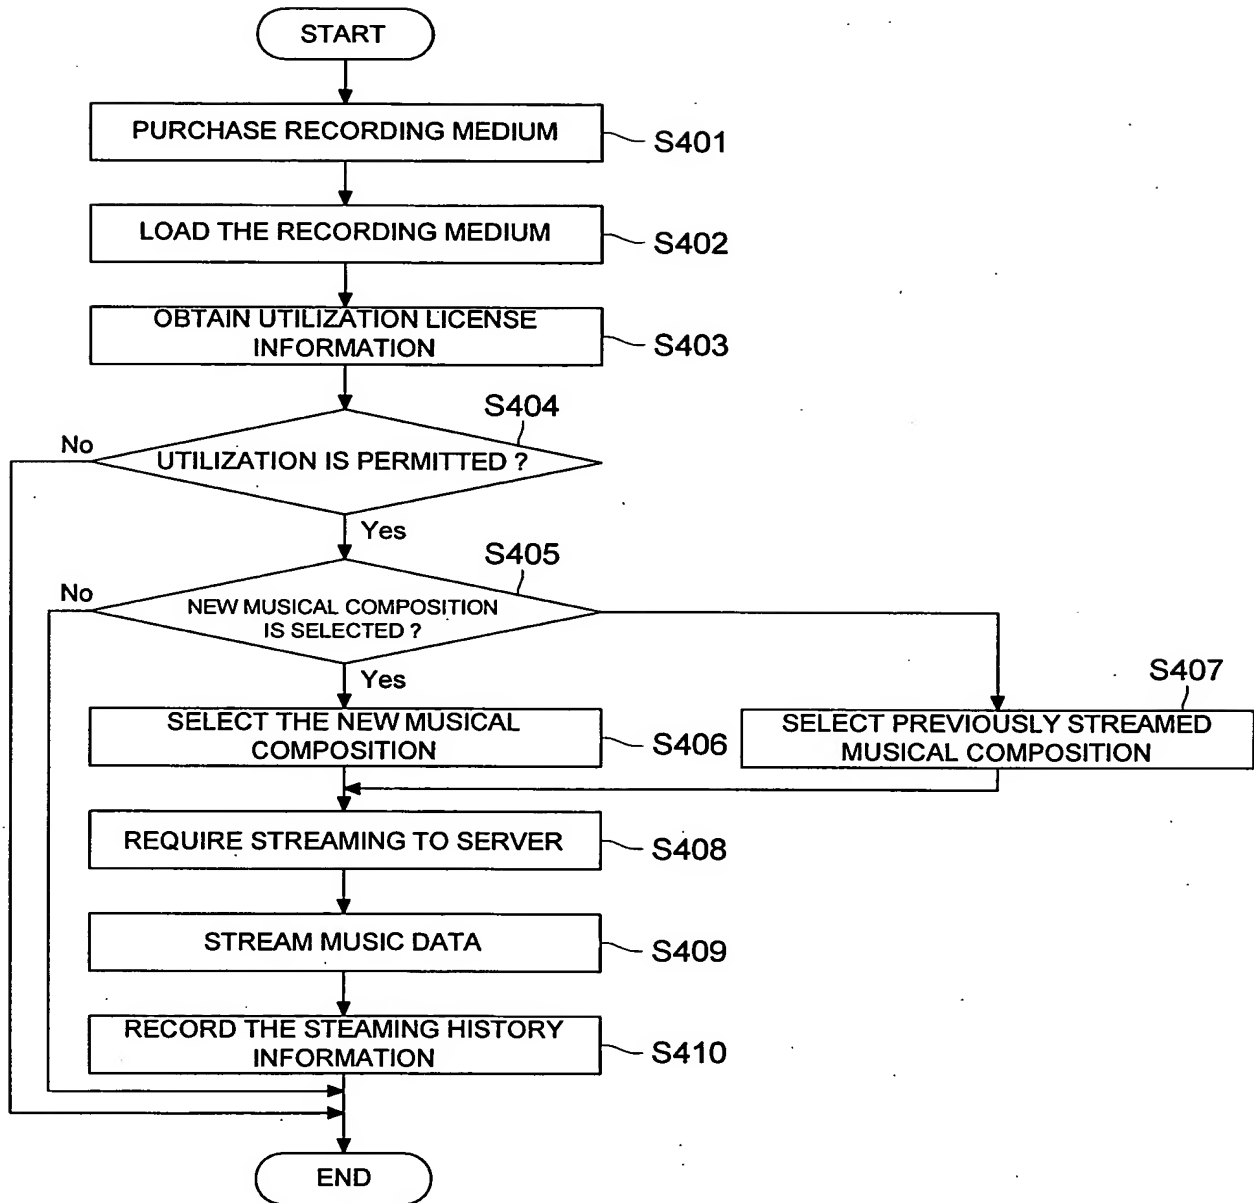 START
PURCHASE RECORDING MEDIUM
S401
LOAD THE RECORDING MEDIUM
S402
OBTAIN UTILIZATION LICENSE
INFORMATION
S403
S404
No
UTILIZATION IS PERMITTED ?
Yes
S405
No
NEW MUSICAL COMPOSITION
IS SELECTED ?
Yes
S407
SELECT THE NEW MUSICAL
COMPOSITION
S406
SELECT PREVIOUSLY STREAMED
MUSICAL COMPOSITION
REQUIRE STREAMING TO SERVER
S408
STREAM MUSIC DATA
S409
RECORD THE STEAMING HISTORY
INFORMATION
S410
END